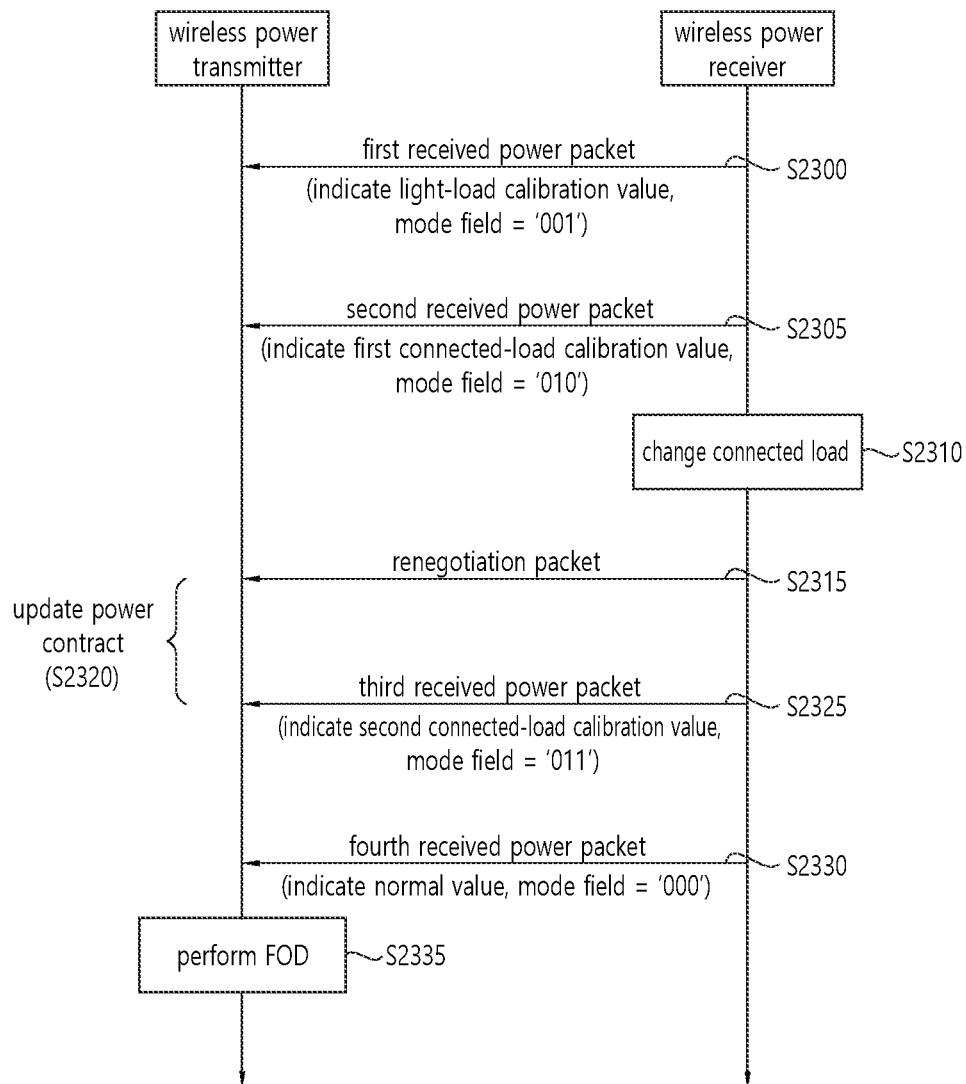 wireless power
transmitter
wireless power
receiver
first received power packet
S2300
(indicate light-load calibration value,
mode field = ‘001’)
second received power packet
S2305
(indicate first connected-load calibration value,
mode field = ‘010’)
change connected load
S2310
renegotiation packet
S2315
update power
contract
(S2320)
third received power packet
S2325
(indicate second connected-load calibration value,
mode field = ‘011’)
fourth received power packet
S2330
(indicate normal value, mode field = ‘000’)
perform FOD
S2335